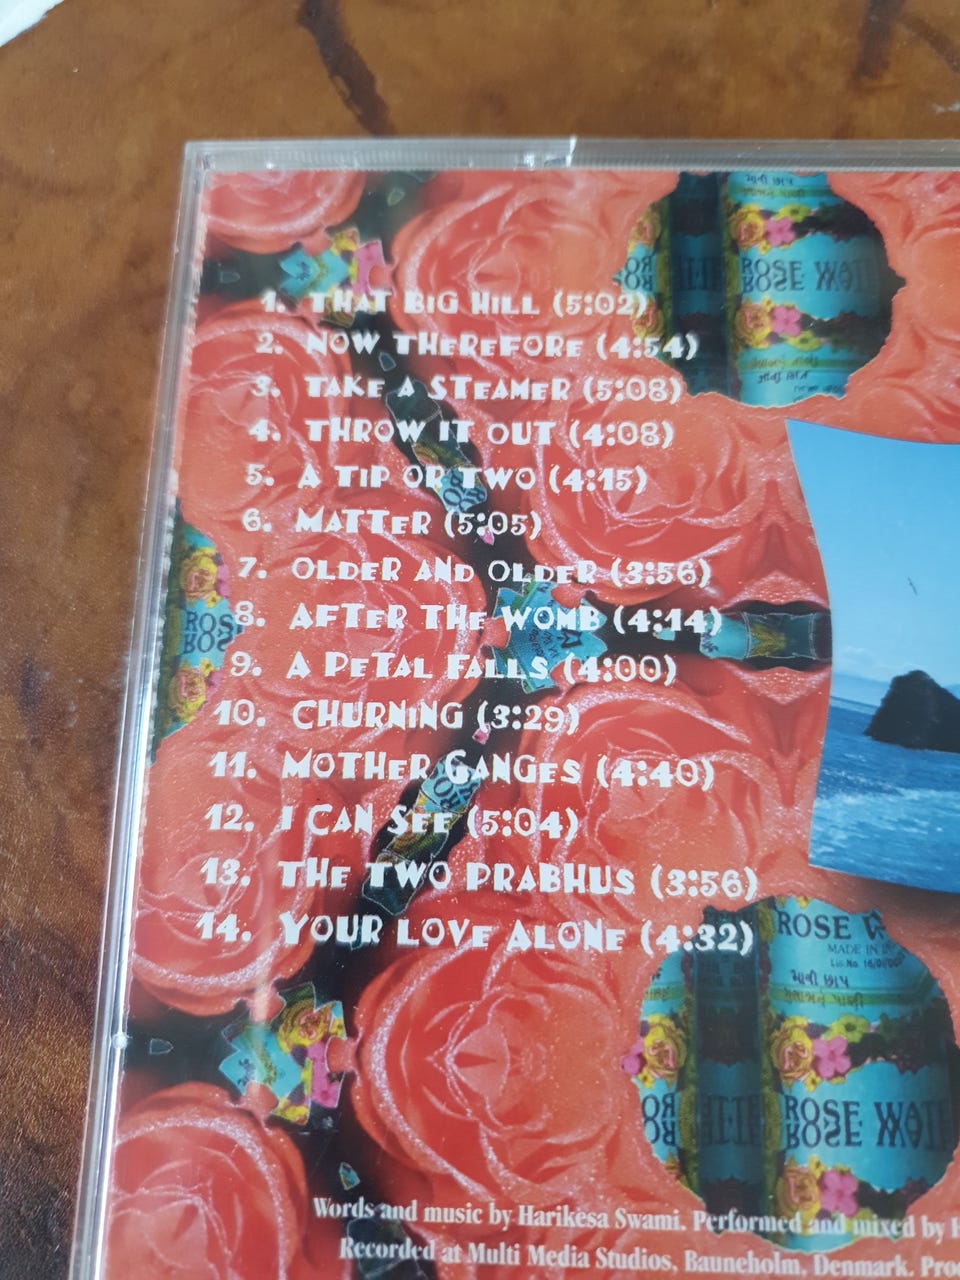 1. THAT BIG HILL (5:02)
2. NOW THEREFORE (4:54)
3. TAKE A STEAMER (5:08)
4. THROW IT OUT (4:08)
5. A TIP OR TWO (4:15)
6. MATTER (5:05)
7. OLDER AND OLDER (3:56)
8. AFTER THE WOMB (4:14)
9. A PETAL FALLS (4:00)
10. CHURNING (3:29)
11. MOTHER GANGES (4:40)
12. I CAN SEE (5:04)
13. THE TWO PRABHUS (3:56)
14. YOUR LOVE ALONE (4:32)
ROSE
ROSE
ROSE
MADE IN
ROSE
Words and music by Harikesa Swami. Performed and mixed by
Recorded at Multi Media Studios, Bauneholm, Denmark.